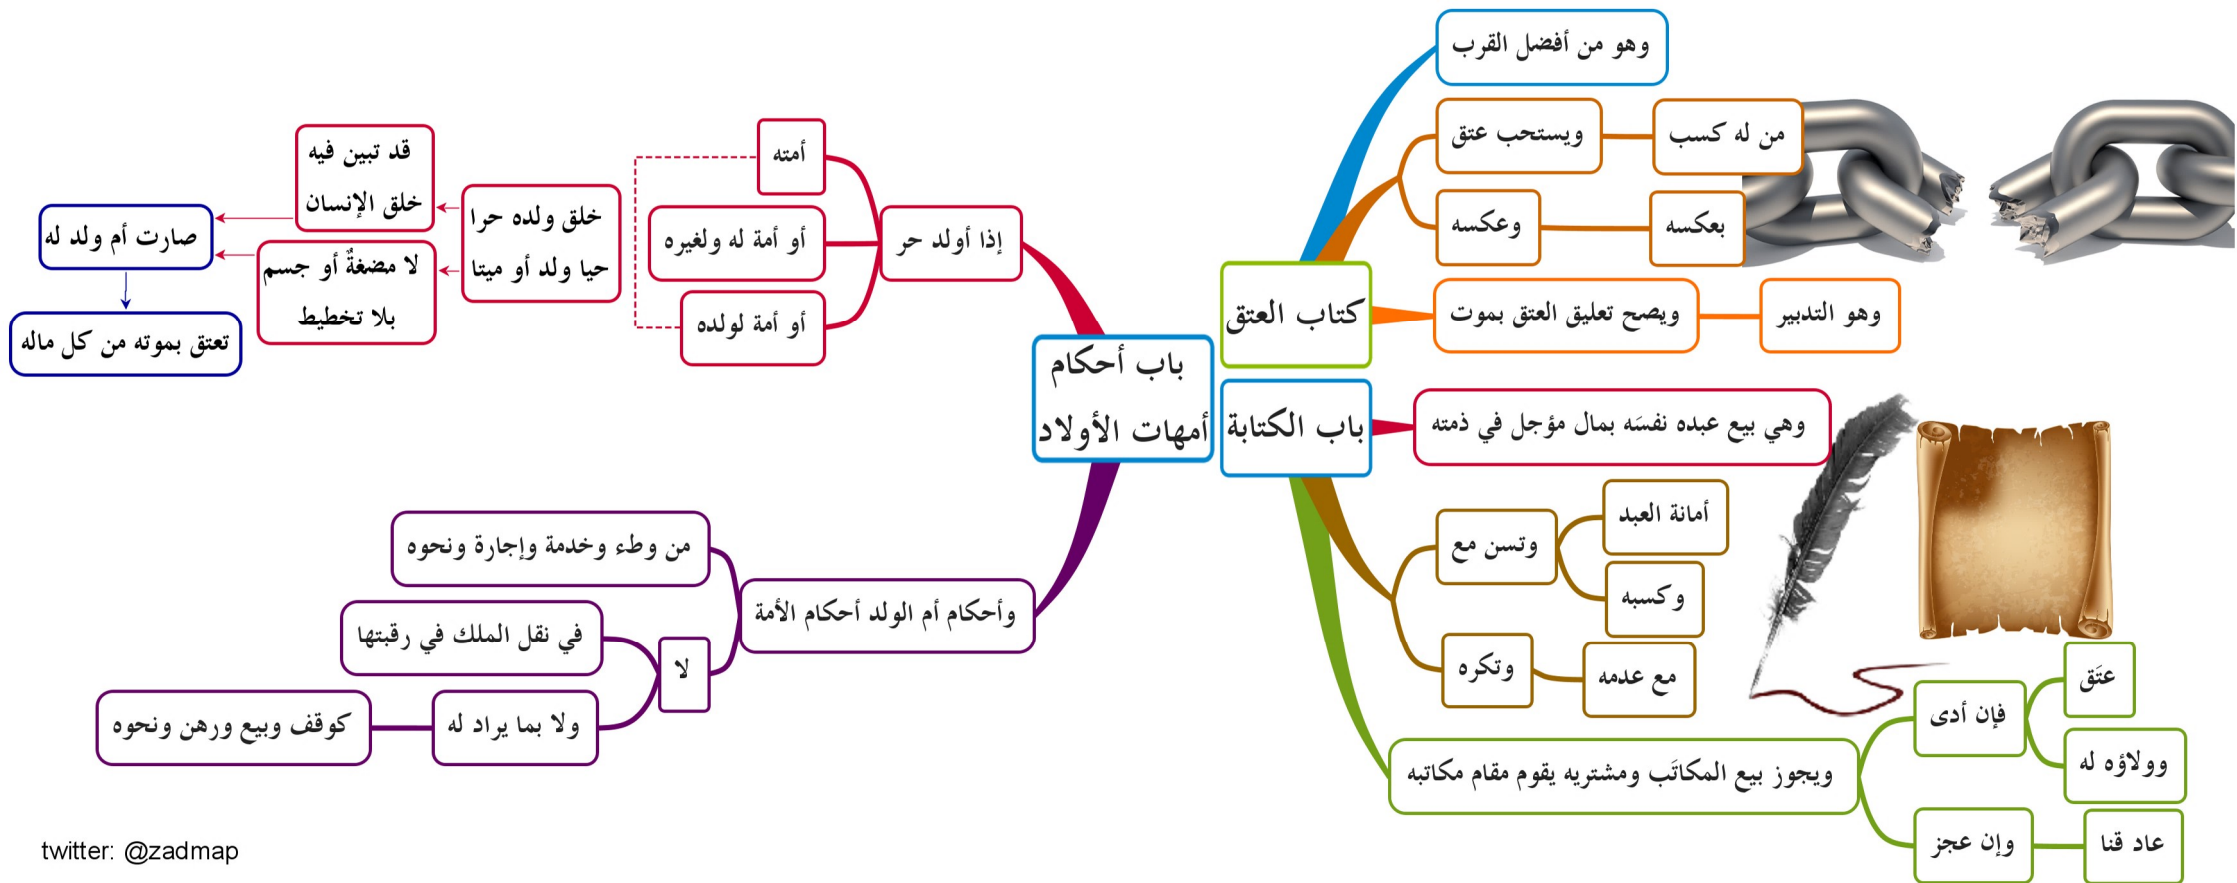 كتاب العتق
وهو من أفضل القرب
ويستحب عتق
من له كسب
وعكسه
بعكسه
ويصح تعليق العتق بموت
وهو التدبير
باب الكتابة
وهي بيع عبده نفسَه بمال مؤجل في ذمته
وتسن مع
أمانة العبد
وكسبه
وتكره
مع عدمه
ويجوز بيع المكاتَب ومشتريه يقوم مقام مكاتبه
فإن أدى
عتَق
وولاؤه له
وإن عجز
عاد قنا
باب أحكام
أمهات الأولاد
إذا أولد حر
أمته
أو أمة له ولغيره
أو أمة لولده
خلق ولده حرا
حيا ولد أو ميتا
قد تبين فيه
خلق الإنسان
لا مضغةٌ أو جسم
بلا تخطيط
صارت أم ولد له
تعتق بموته من كل ماله
وأحكام أم الولد أحكام الأمة
من وطء وخدمة وإجارة ونحوه
لا
في نقل الملك في رقبتها
ولا بما يراد له
كوقف وبيع ورهن ونحوه
twitter: @zadmap